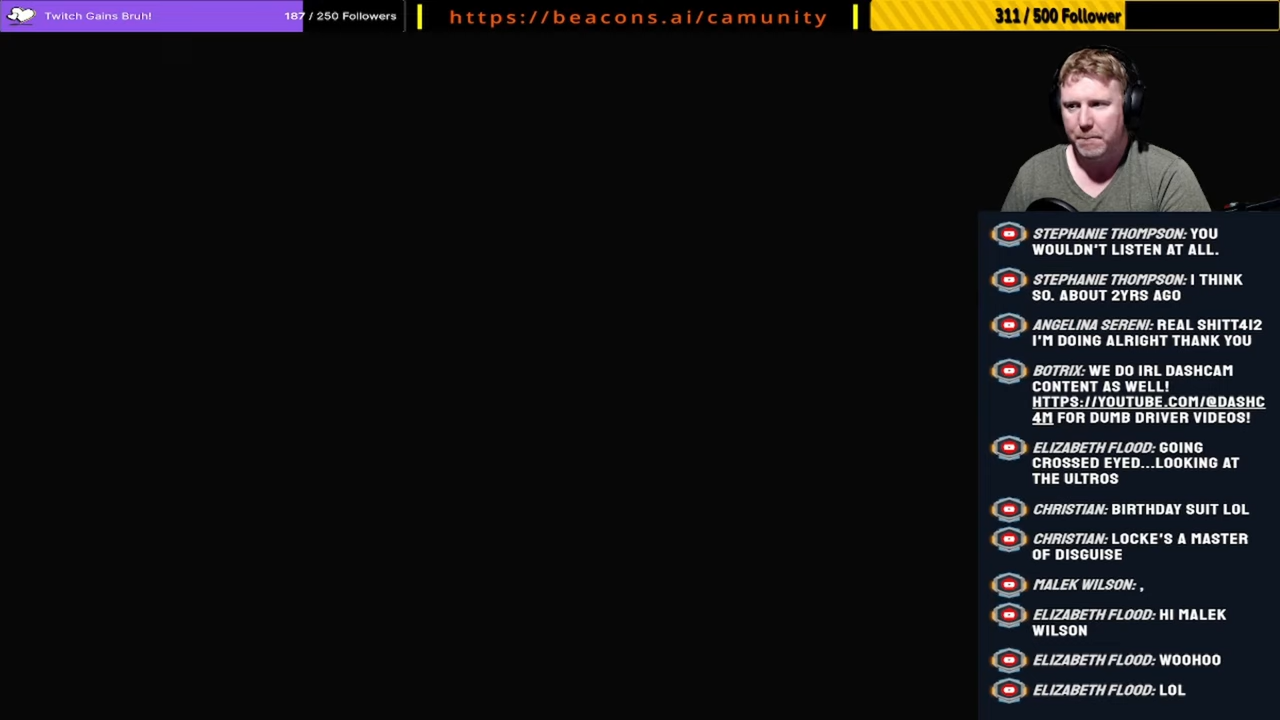 Twitch Gains Bruh!
187 / 250 Followers
https://beacons.ai/camunity
311 / 500 Follower
STEPHANIE THOMPSON: YOU
WOULDN'T LISTEN AT ALL.
STEPHANIE THOMPSON: I THINK
SO. ABOUT 2YRS AGO
ANGELINA SERENI: REAL SHITT412
I'M DOING ALRIGHT THANK YOU
BOTRIX: WE DO IRL DASHCAM
CONTENT AS WELL!
HTTPS://YOUTUBE.COM/@DASHC
4M FOR DUMB DRIVER VIDEOS!
ELIZABETH FLOOD: GOING
CROSSED EYED...LOOKING AT
THE ULTROS
CHRISTIAN: BIRTHDAY SUIT LOL
CHRISTIAN: LOCKE'S A MASTER
OF DISGUISE
MALEK WILSON: ,
ELIZABETH FLOOD: HI MALEK
WILSON
ELIZABETH FLOOD: WOOHOO
ELIZABETH FLOOD: LOL